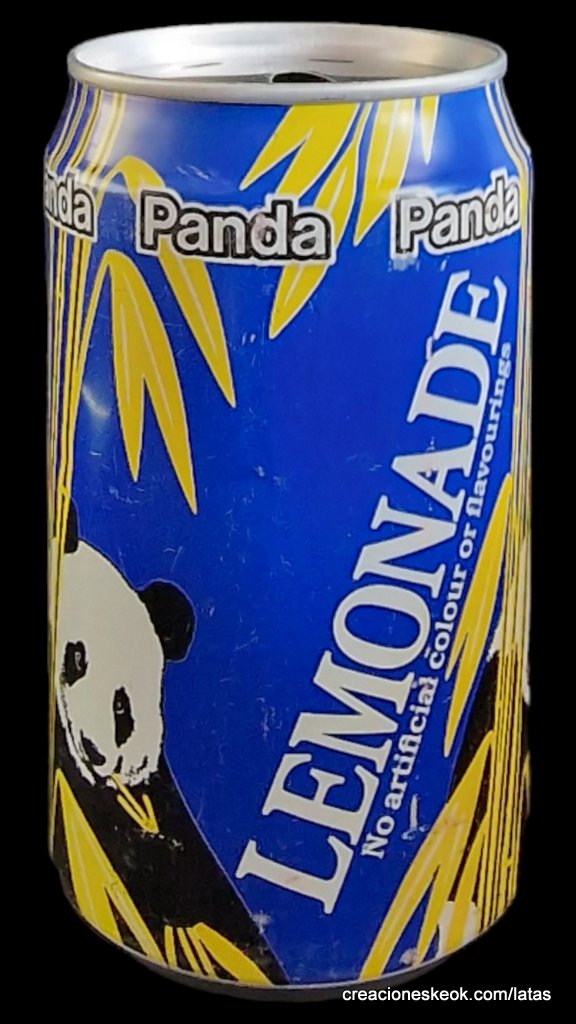 nda Panda Panda
LEMONADE
No artificial colour or flavourings
creacioneskeok.com/latas